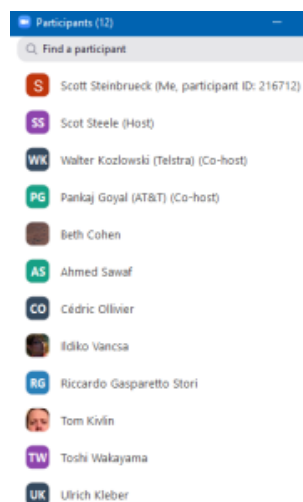 Participants (12)
Find a participant
S Scott Steinbrueck (Me, participant ID: 216712)
SS Scot Steele (Host)
WK Walter Kozlowski (Telstra) (Co-host)
PG Pankaj Goyal (AT&T) (Co-host)
Beth Cohen
AS Ahmed Sawaf
CO Cédric Ollivier
Ildiko Vancsa
RG Riccardo Gasparetto Stori
Tom Kivlin
TW Toshi Wakayama
UK Ulrich Kleber